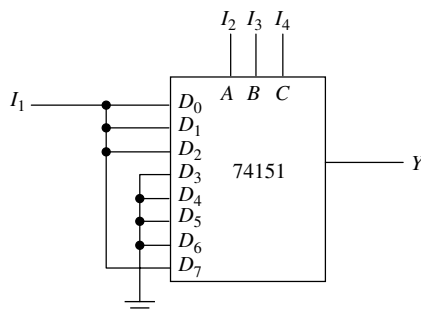 I₂ I₃ I₄
I₁
A B C
D₀
D₁
D₂
D₃
74151
Y
D₄
D₅
D₆
D₇